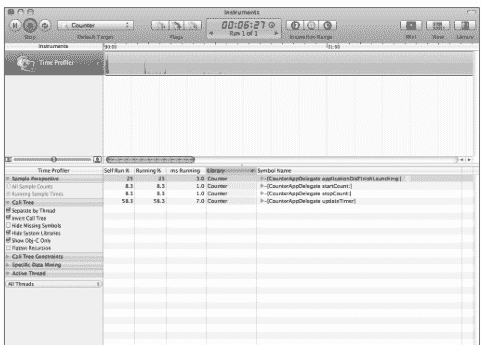 Instruments
Counter
00:06:27
Run 1 of 1
Stop
Default Target
Flags
Inspection Range
Mini
View
Library
Instruments
00:00
01:00
Time Profiler
Time Profiler
Self Run % Running % ms Running Library Symbol Name
Sample Perspective
25 25 3.0 Counter -[CounterAppDelegate applicationDidFinishLaunching:]
All Sample Counts
8.3 8.3 1.0 Counter -[CounterAppDelegate startCount:]
Running Sample Times
8.3 8.3 1.0 Counter -[CounterAppDelegate stopCount:]
Call Tree
58.3 58.3 7.0 Counter -[CounterAppDelegate updateTimer]
Separate by Thread
Invert Call Tree
Hide Missing Symbols
Hide System Libraries
Show Obj-C Only
Flatten Recursion
Call Tree Constraints
Specific Data Mining
Active Thread
All Threads